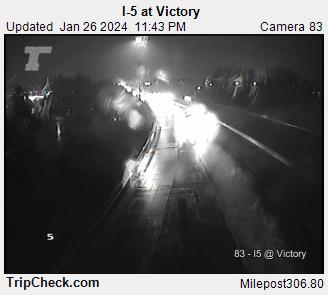 I-5 at Victory
Updated Jan 26 2024 11:43 PM Camera 83
T
S
83 - I5 @ Victory
TripCheck.com Milepost306.80